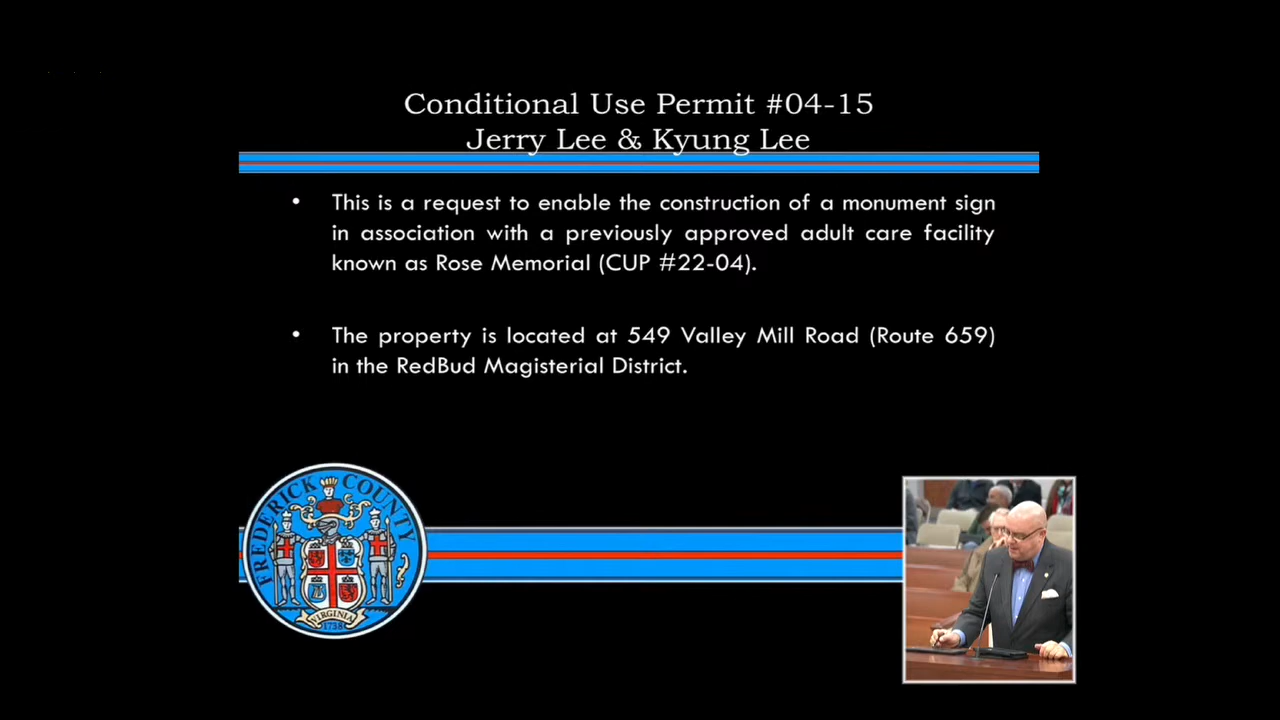 Conditional Use Permit #04-15
Jerry Lee & Kyung Lee
• This is a request to enable the construction of a monument sign
in association with a previously approved adult care facility
known as Rose Memorial (CUP #22-04).
• The property is located at 549 Valley Mill Road (Route 659)
in the RedBud Magisterial District.
FREDERICK COUNTY
VIRGINIA
1738